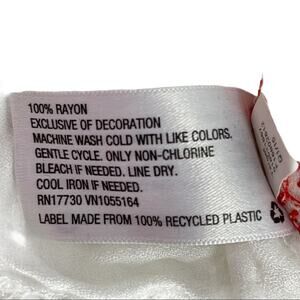 100% RAYON
EXCLUSIVE OF DECORATION
MACHINE WASH COLD WITH LIKE COLORS.
GENTLE CYCLE. ONLY NON-CHLORINE
BLEACH IF NEEDED. LINE DRY.
COOL IRON IF NEEDED.
RN17730 VN1055164
LABEL MADE FROM 100% RECYCLED PLASTIC